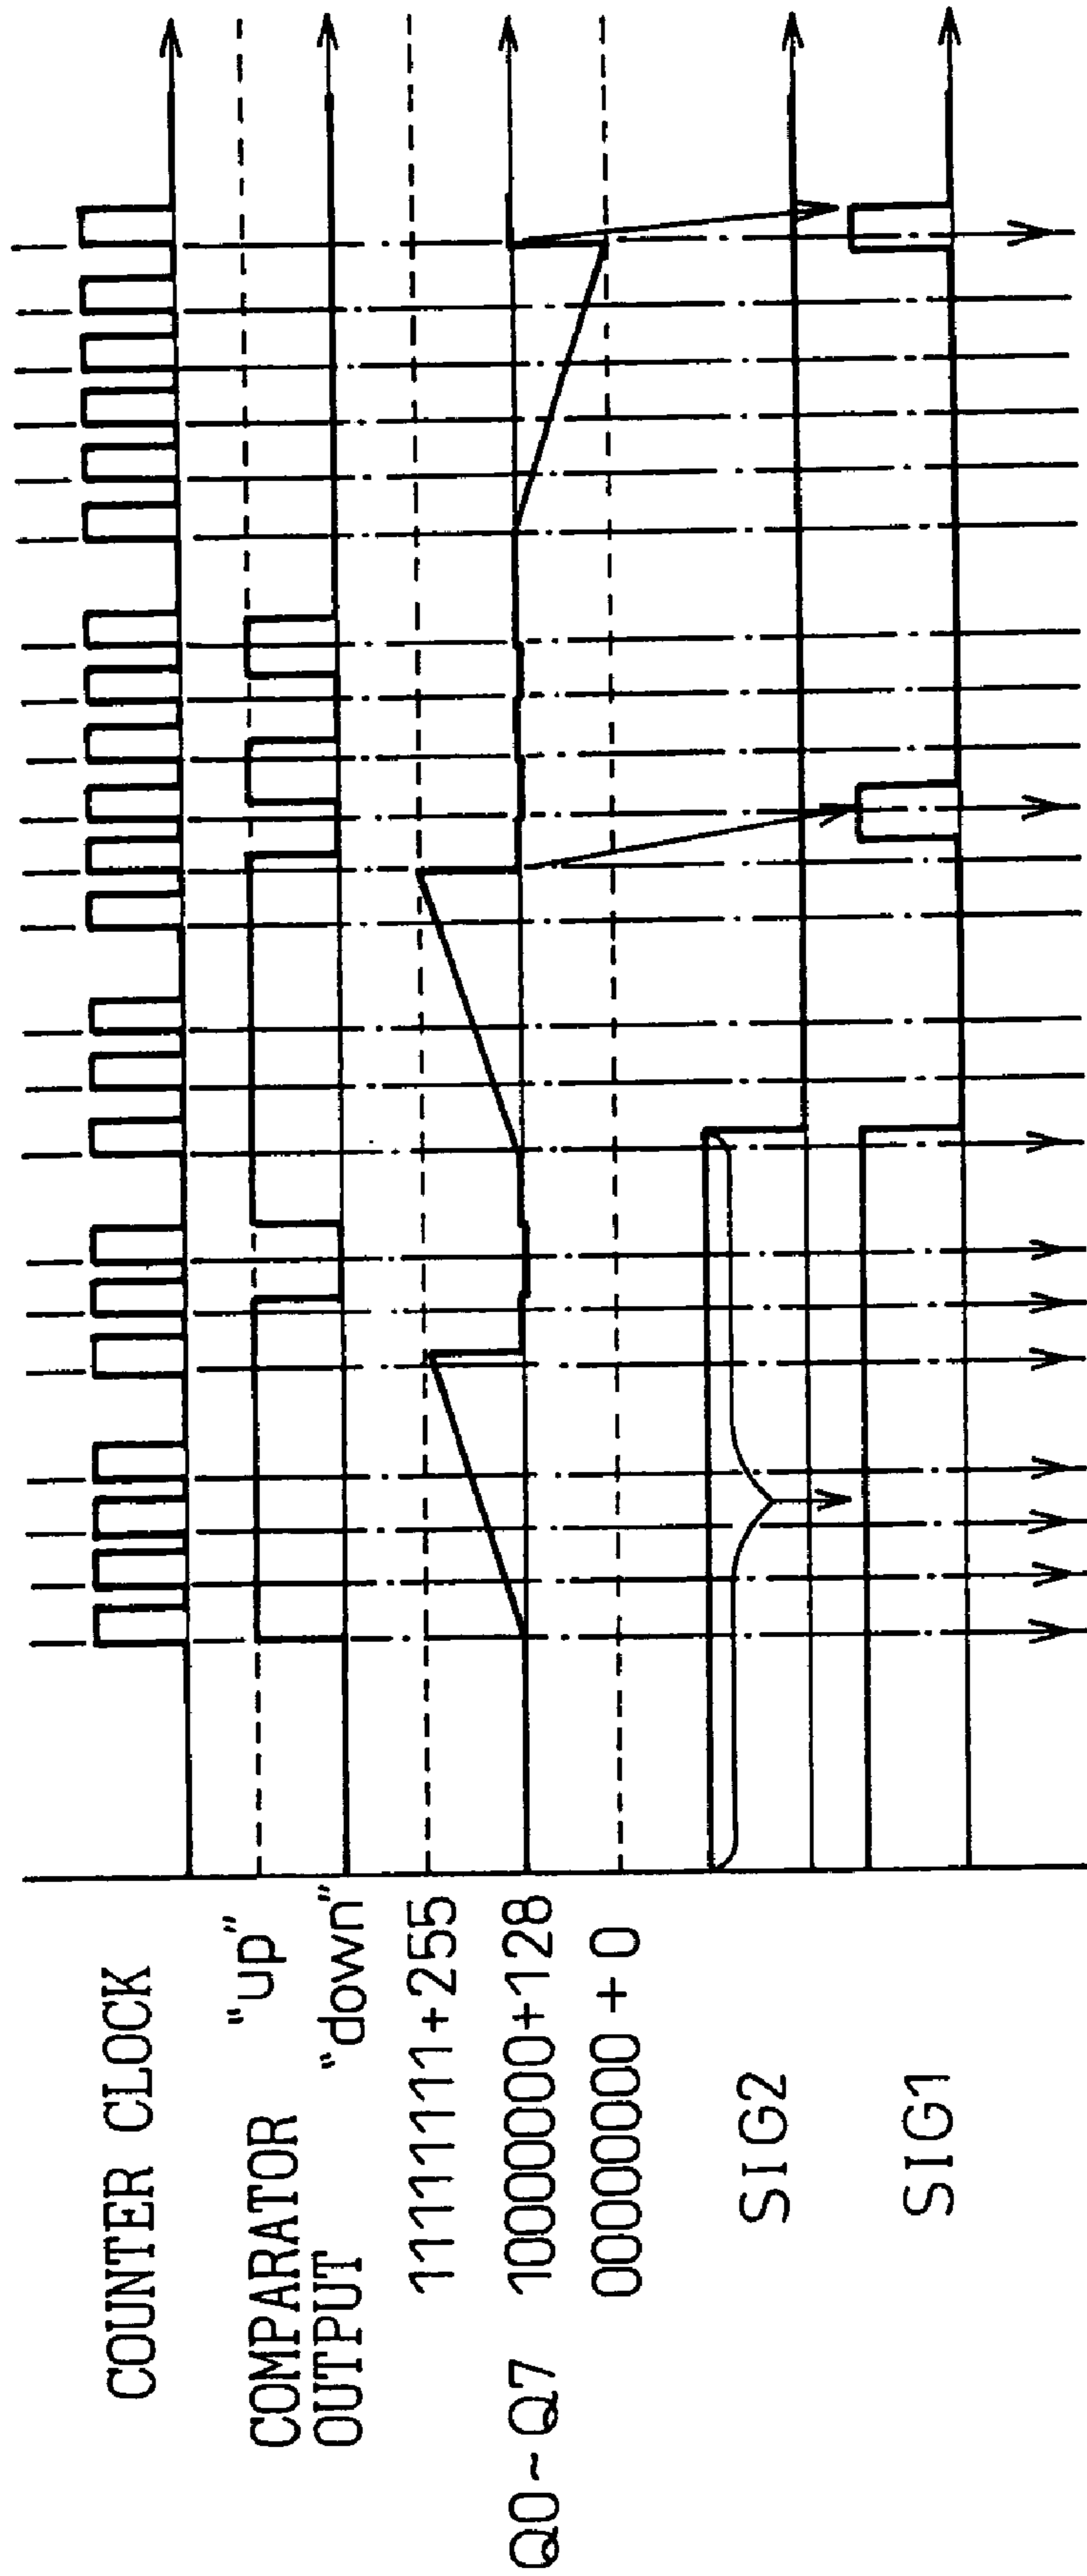 COUNTER CLOCK
COMPARATOR "up"
OUTPUT "down"
11111111+255
Q0~Q7 10000000+128
00000000+0
SIG2
SIG1